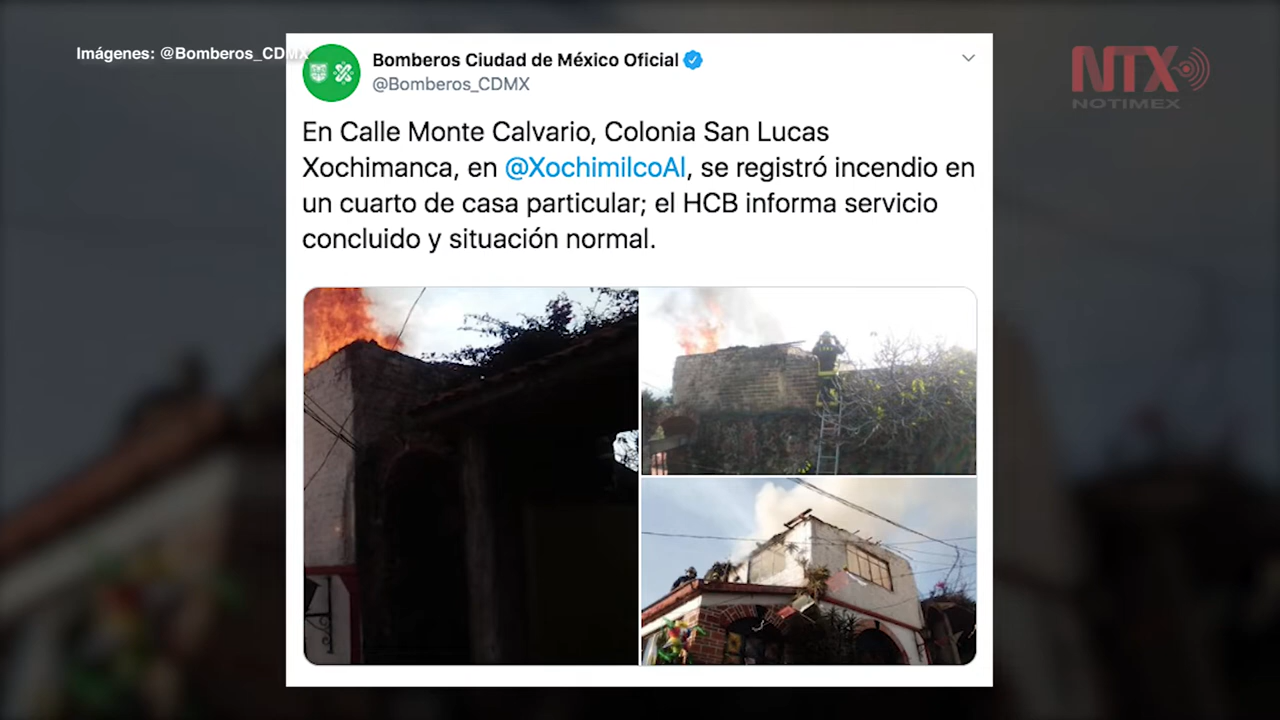 Imágenes: @Bomberos_CDMX
Bomberos Ciudad de México Oficial
@Bomberos_CDMX
NTX
NOTIMEX
En Calle Monte Calvario, Colonia San Lucas
Xochimanca, en @XochimilcoAl, se registró incendio en
un cuarto de casa particular; el HCB informa servicio
concluido y situación normal.